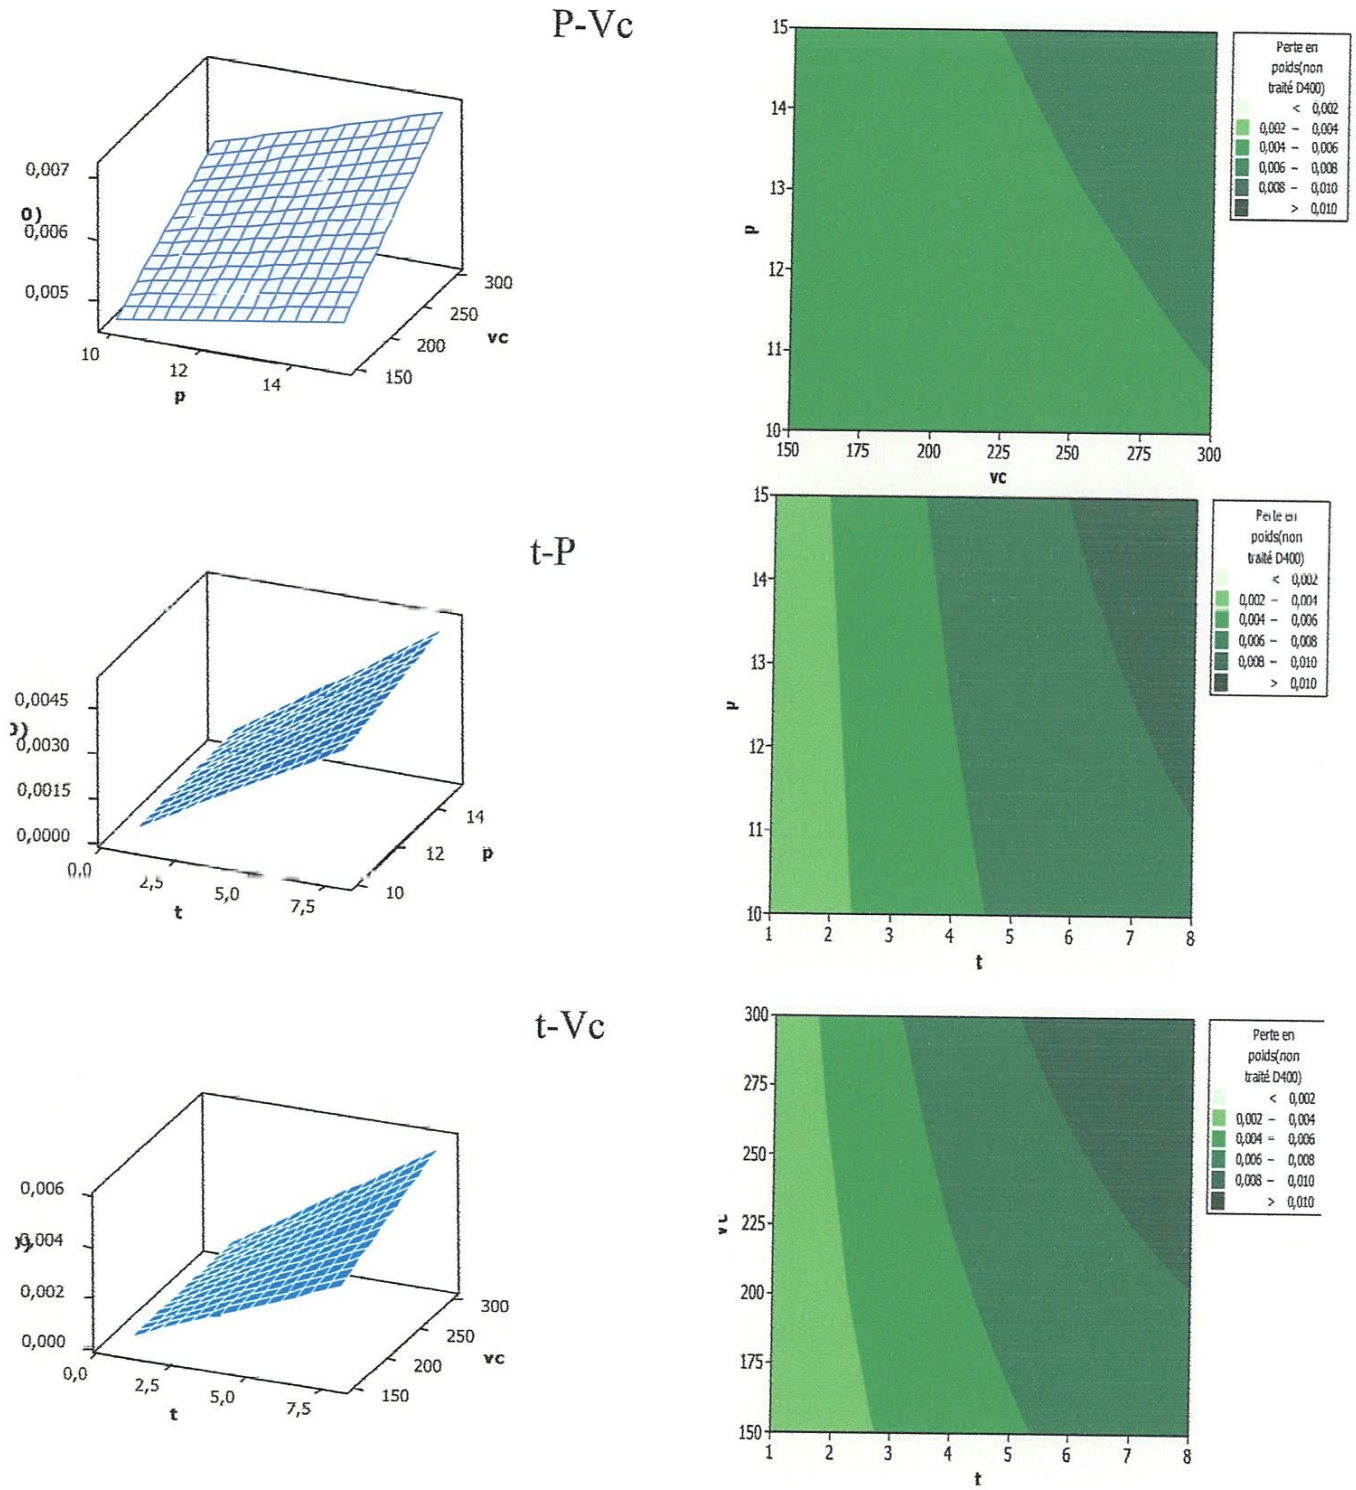 P-Vc
0,007
0)
0,006
0,005
10
12
14
p
150
200
250
300
vc
15
14
13
12
11
10
p
150
175
200
225
250
275
300
vc
Perte en
poids(non
traité D400)
< 0,002
0,002 – 0,004
0,004 – 0,006
0,006 – 0,008
0,008 – 0,010
> 0,010
t-P
0,0045
0,0030
0,0015
0,0000
0,0
2,5
5,0
7,5
t
10
12
14
p
15
14
13
12
11
10
p
1
2
3
4
5
6
7
8
t
Perte en
poids(non
traité D400)
< 0,002
0,002 – 0,004
0,004 – 0,006
0,006 – 0,008
0,008 – 0,010
> 0,010
t-Vc
0,006
0,004
0,002
0,000
0,0
2,5
5,0
7,5
t
150
200
250
300
vc
300
275
250
225
200
175
150
1
2
3
4
5
6
7
8
t
Perte en
poids(non
traité D400)
< 0,002
0,002 – 0,004
0,004 – 0,006
0,006 – 0,008
0,008 – 0,010
> 0,010